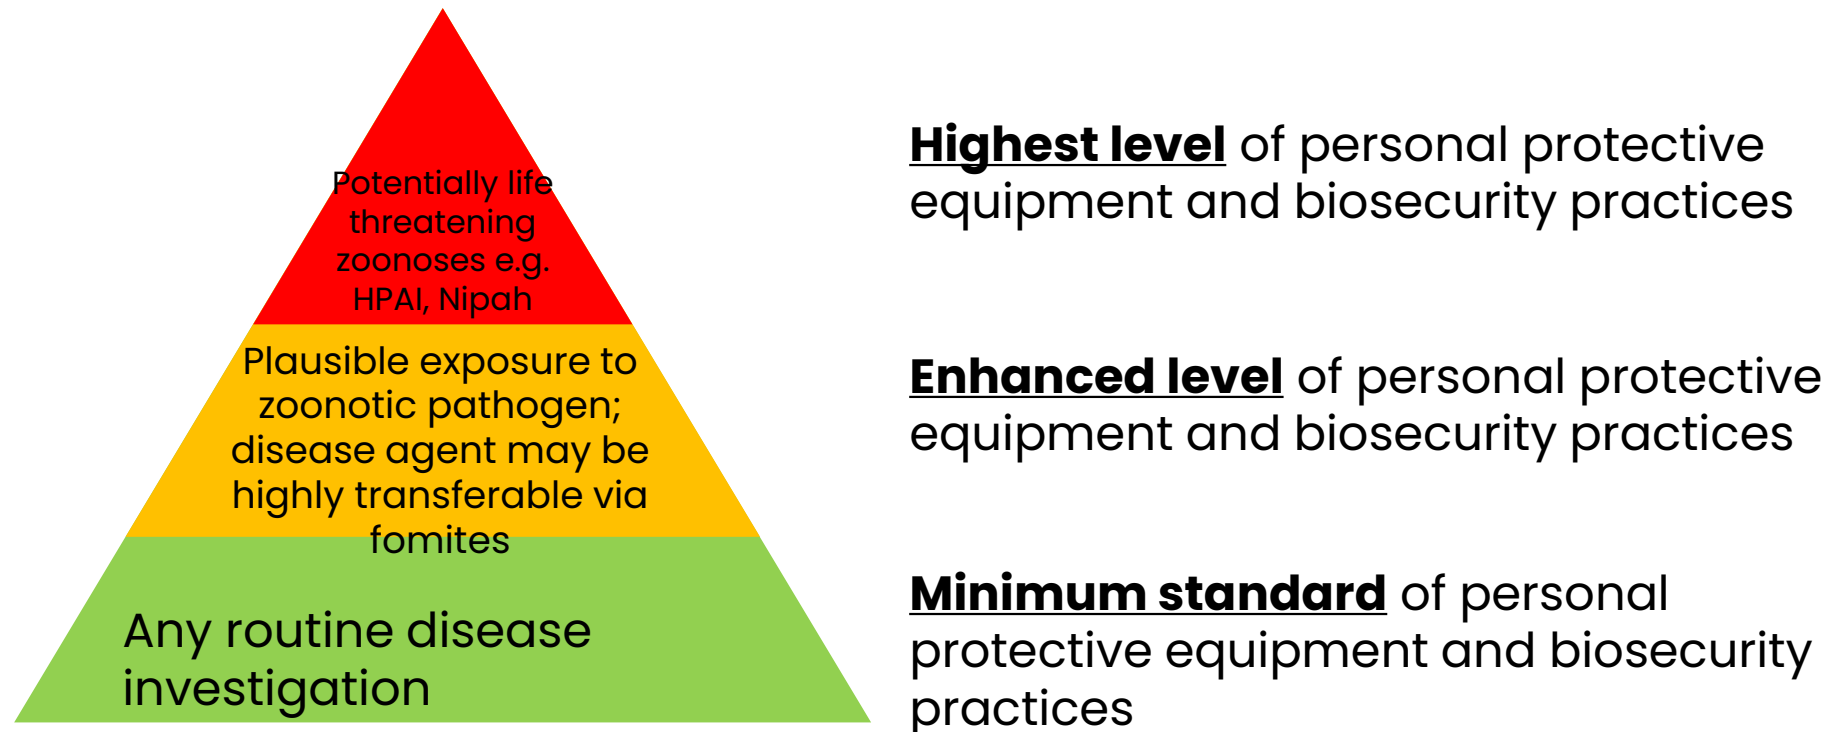 Potentially life
threatening
zoonoses e.g.
HPAI, Nipah
Highest level of personal protective
equipment and biosecurity practices
Plausible exposure to
zoonotic pathogen;
disease agent may be
highly transferable via
fomites
Enhanced level of personal protective
equipment and biosecurity practices
Any routine disease
investigation
Minimum standard of personal
protective equipment and biosecurity
practices